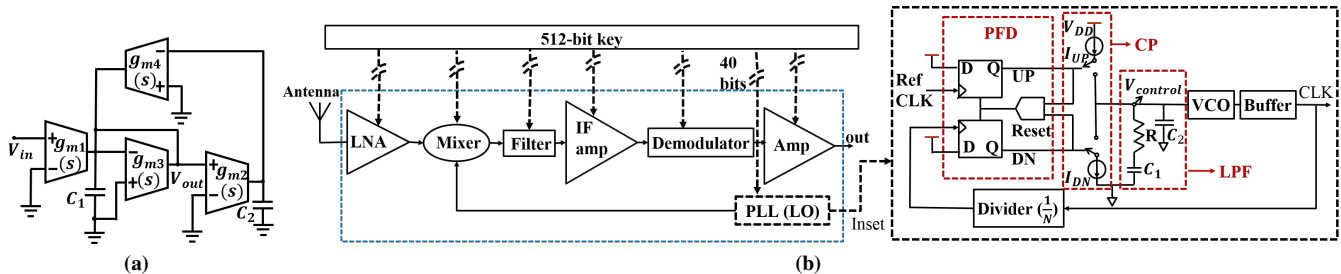 g_m4
(s)
−
+
V_in
+
g_m1
−
(s)
−
g_m3
+
(s)
V_out
+
g_m2
−
(s)
C_1
C_2
(a)
512-bit key
40
bits
Antenna
LNA
Mixer
Filter
IF
amp
Demodulator
Amp
out
PLL (LO)
Inset
(b)
PFD
V_DD
CP
I_UP
D Q
UP
Ref
CLK
Reset
D Q
DN
I_DN
V_control
R
C_2
C_1
LPF
VCO
Buffer
CLK
Divider (1/N)